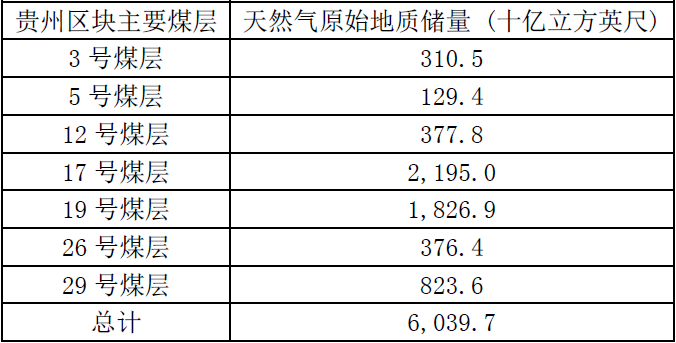 贵州区块主要煤层 天然气原始地质储量 (十亿立方英尺)
3 号煤层 310.5
5 号煤层 129.4
12 号煤层 377.8
17 号煤层 2,195.0
19 号煤层 1,826.9
26 号煤层 376.4
29 号煤层 823.6
总计 6,039.7